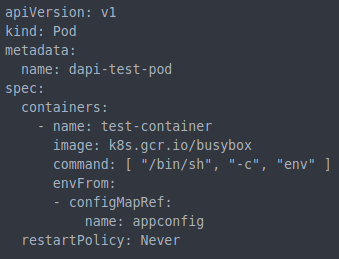 apiVersion: v1
kind: Pod
metadata:
  name: dapi-test-pod
spec:
  containers:
    - name: test-container
      image: k8s.gcr.io/busybox
      command: [ "/bin/sh", "-c", "env" ]
      envFrom:
      - configMapRef:
          name: appconfig
  restartPolicy: Never